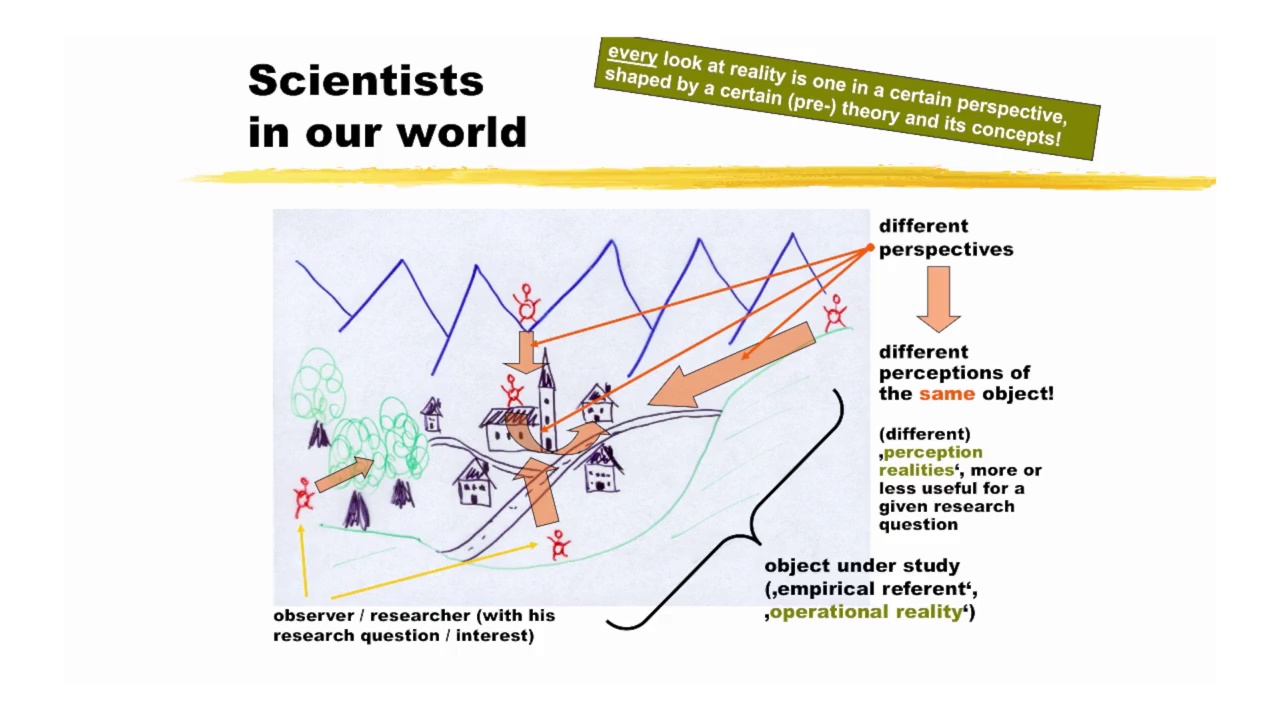 Scientists
in our world
every look at reality is one in a certain perspective,
shaped by a certain (pre-) theory and its concepts!
different
perspectives
different
perceptions of
the same object!
(different)
‚perception
realities‘, more or
less useful for a
given research
question
object under study
(‚empirical referent‘,
‚operational reality‘)
observer / researcher (with his
research question / interest)